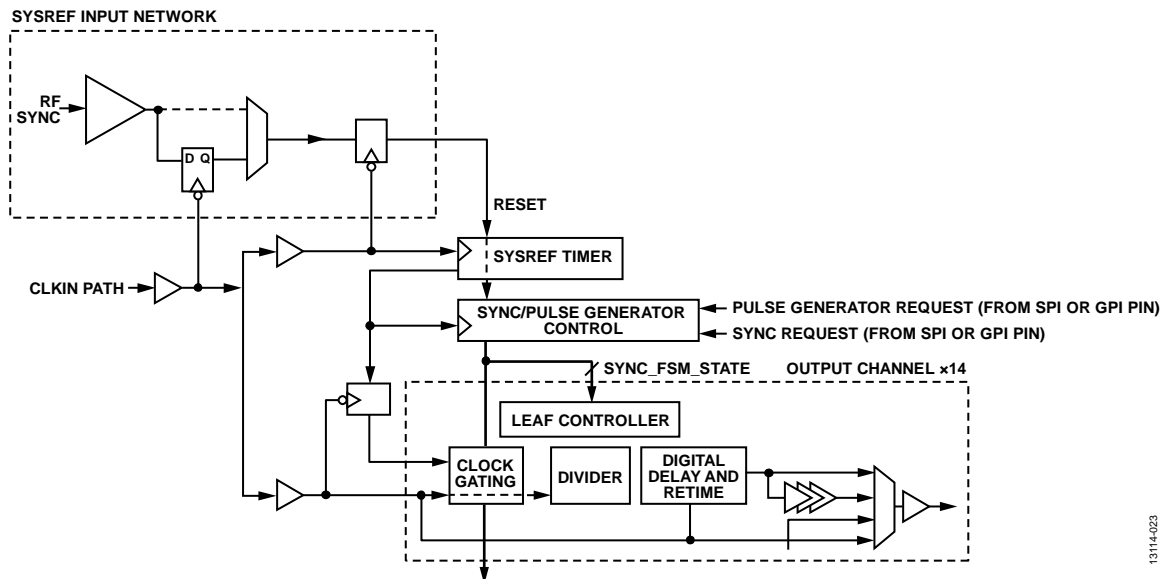 SYSREF INPUT NETWORK
RF
SYNC
D Q
RESET
SYSREF TIMER
CLKIN PATH
SYNC/PULSE GENERATOR
CONTROL
PULSE GENERATOR REQUEST (FROM SPI OR GPI PIN)
SYNC REQUEST (FROM SPI OR GPI PIN)
SYNC_FSM_STATE
OUTPUT CHANNEL ×14
LEAF CONTROLLER
CLOCK
GATING
DIVIDER
DIGITAL
DELAY AND
RETIME
13114-023